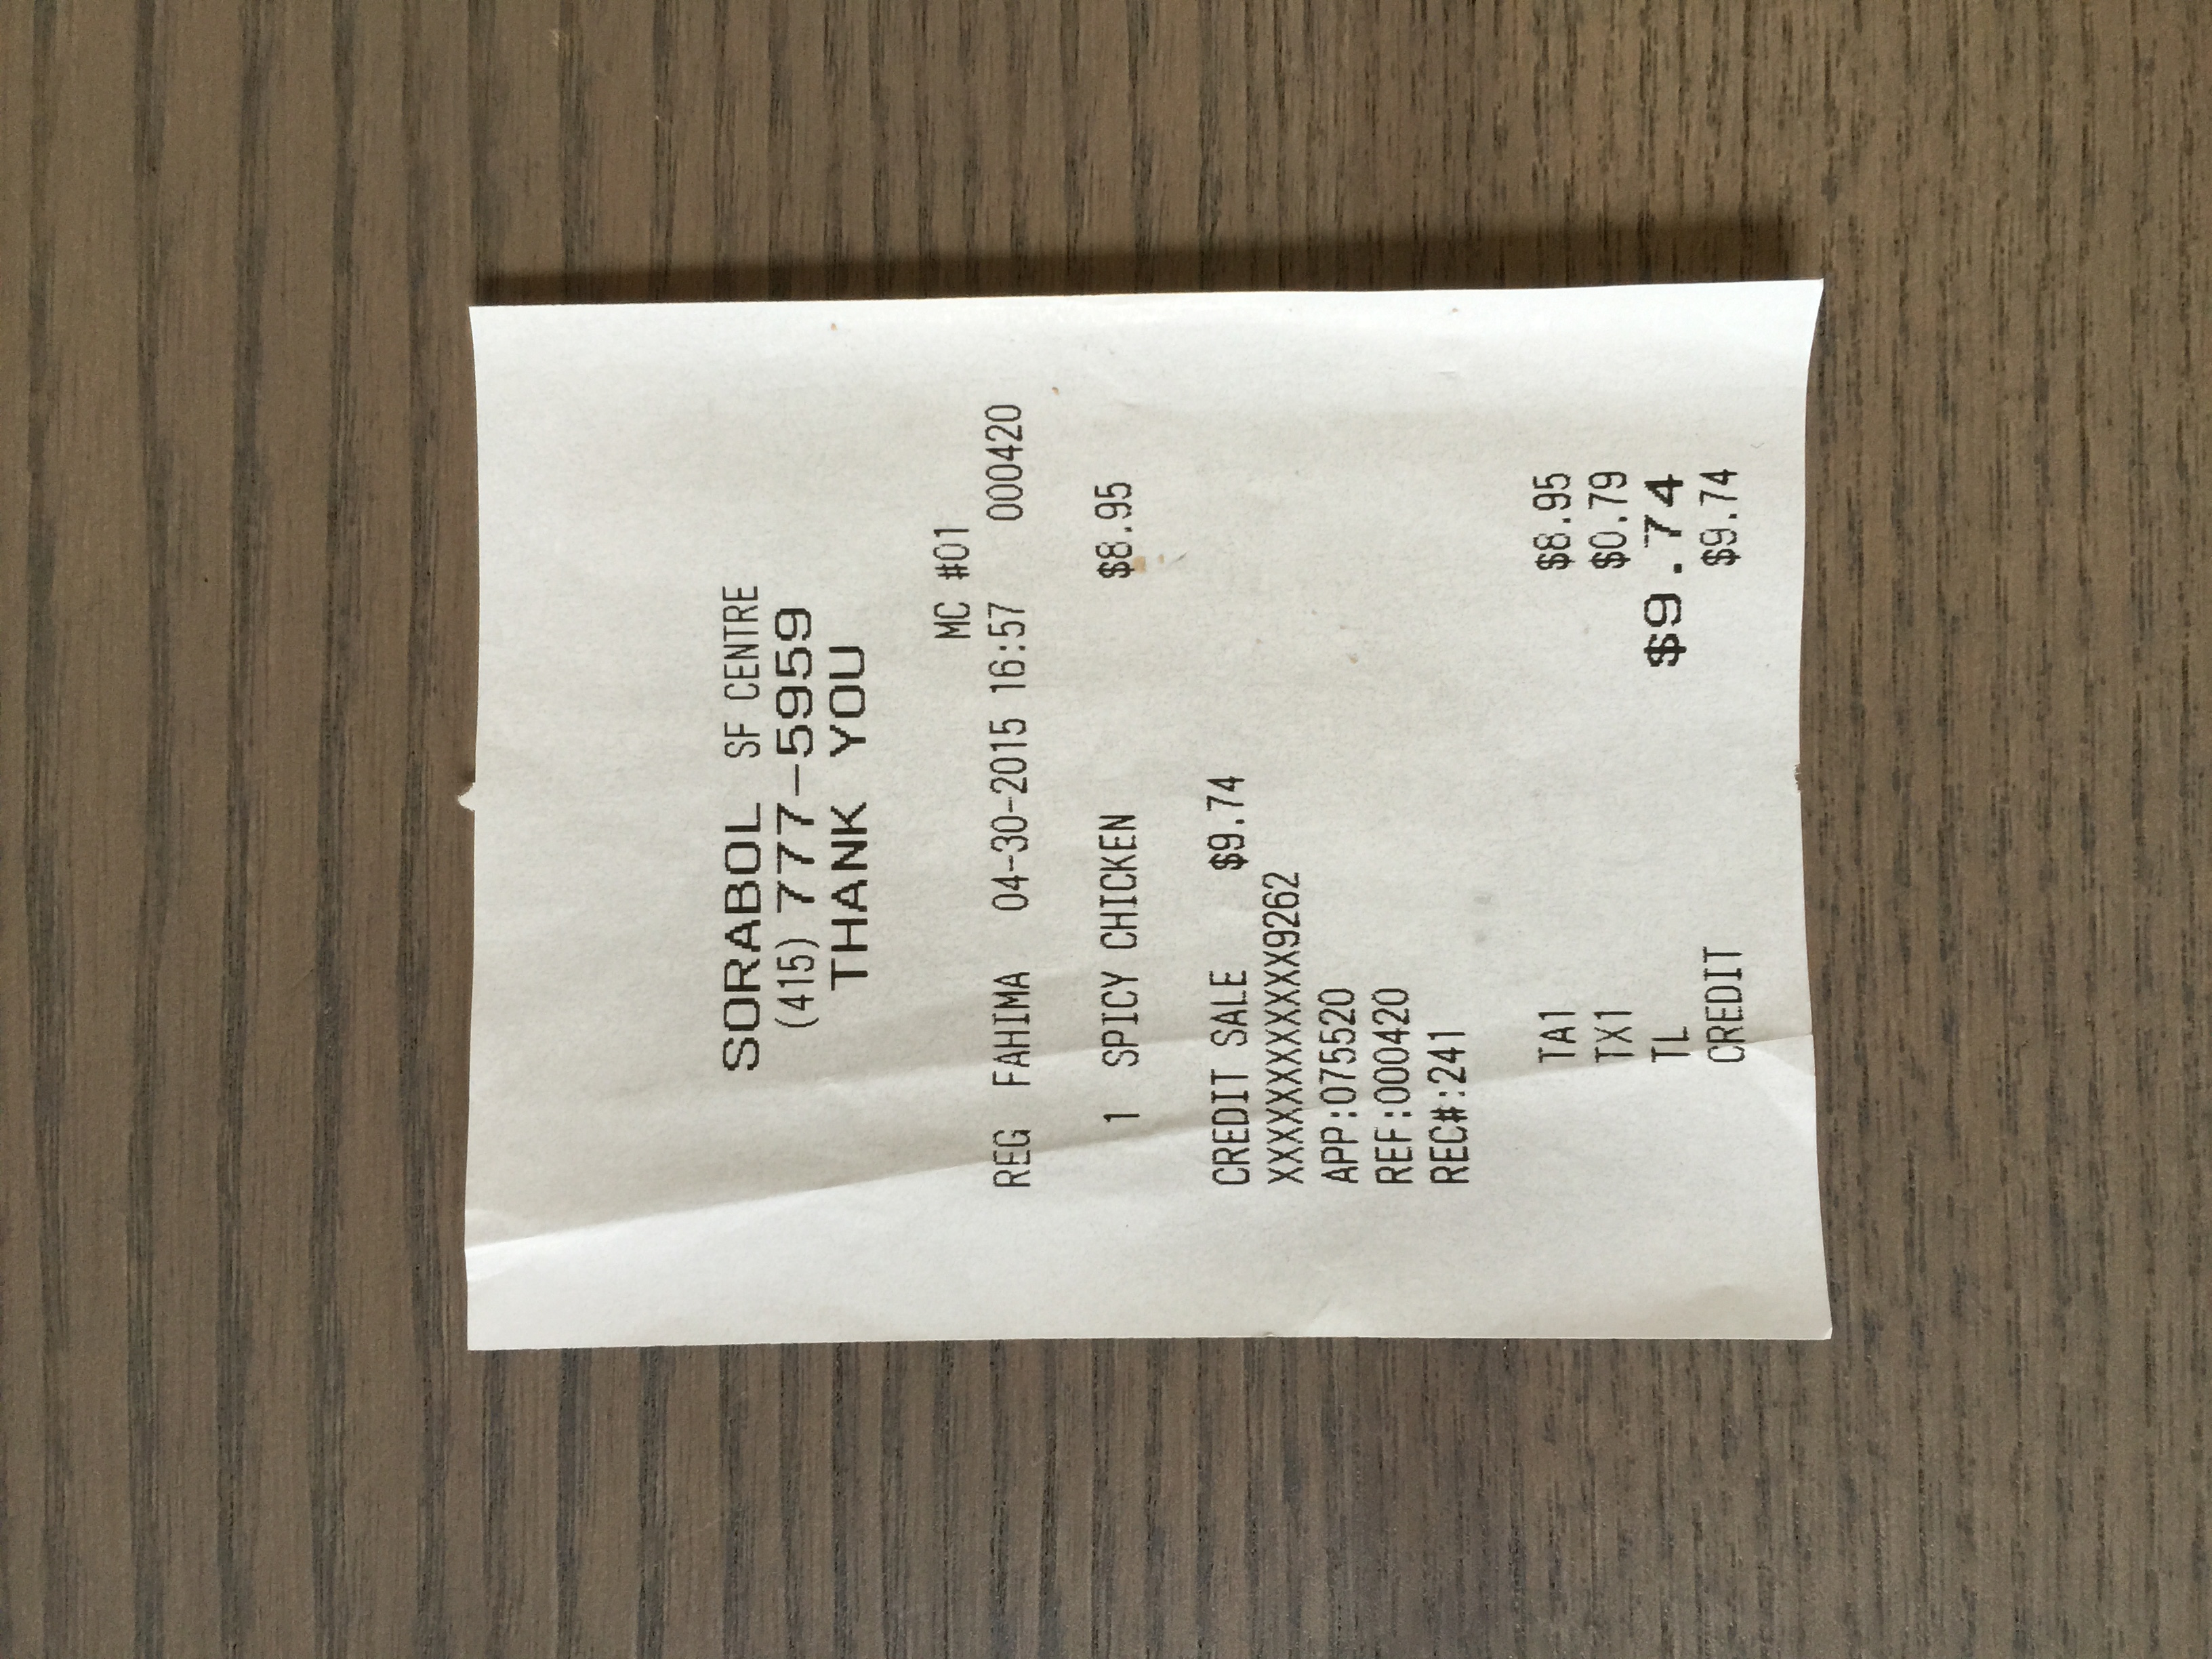 SORABOL SF CENTRE
(415) 777-5959
THANK YOU
MC #01
REG FAHIMA 04-30-2015 16:57 000420
1 SPICY CHICKEN $8.95
CREDIT SALE $9.74
XXXXXXXXXXXX9262
APP:075520
REF:000420
REC#:241
TA1 $8.95
TX1 $0.79
TL $9.74
CREDIT $9.74